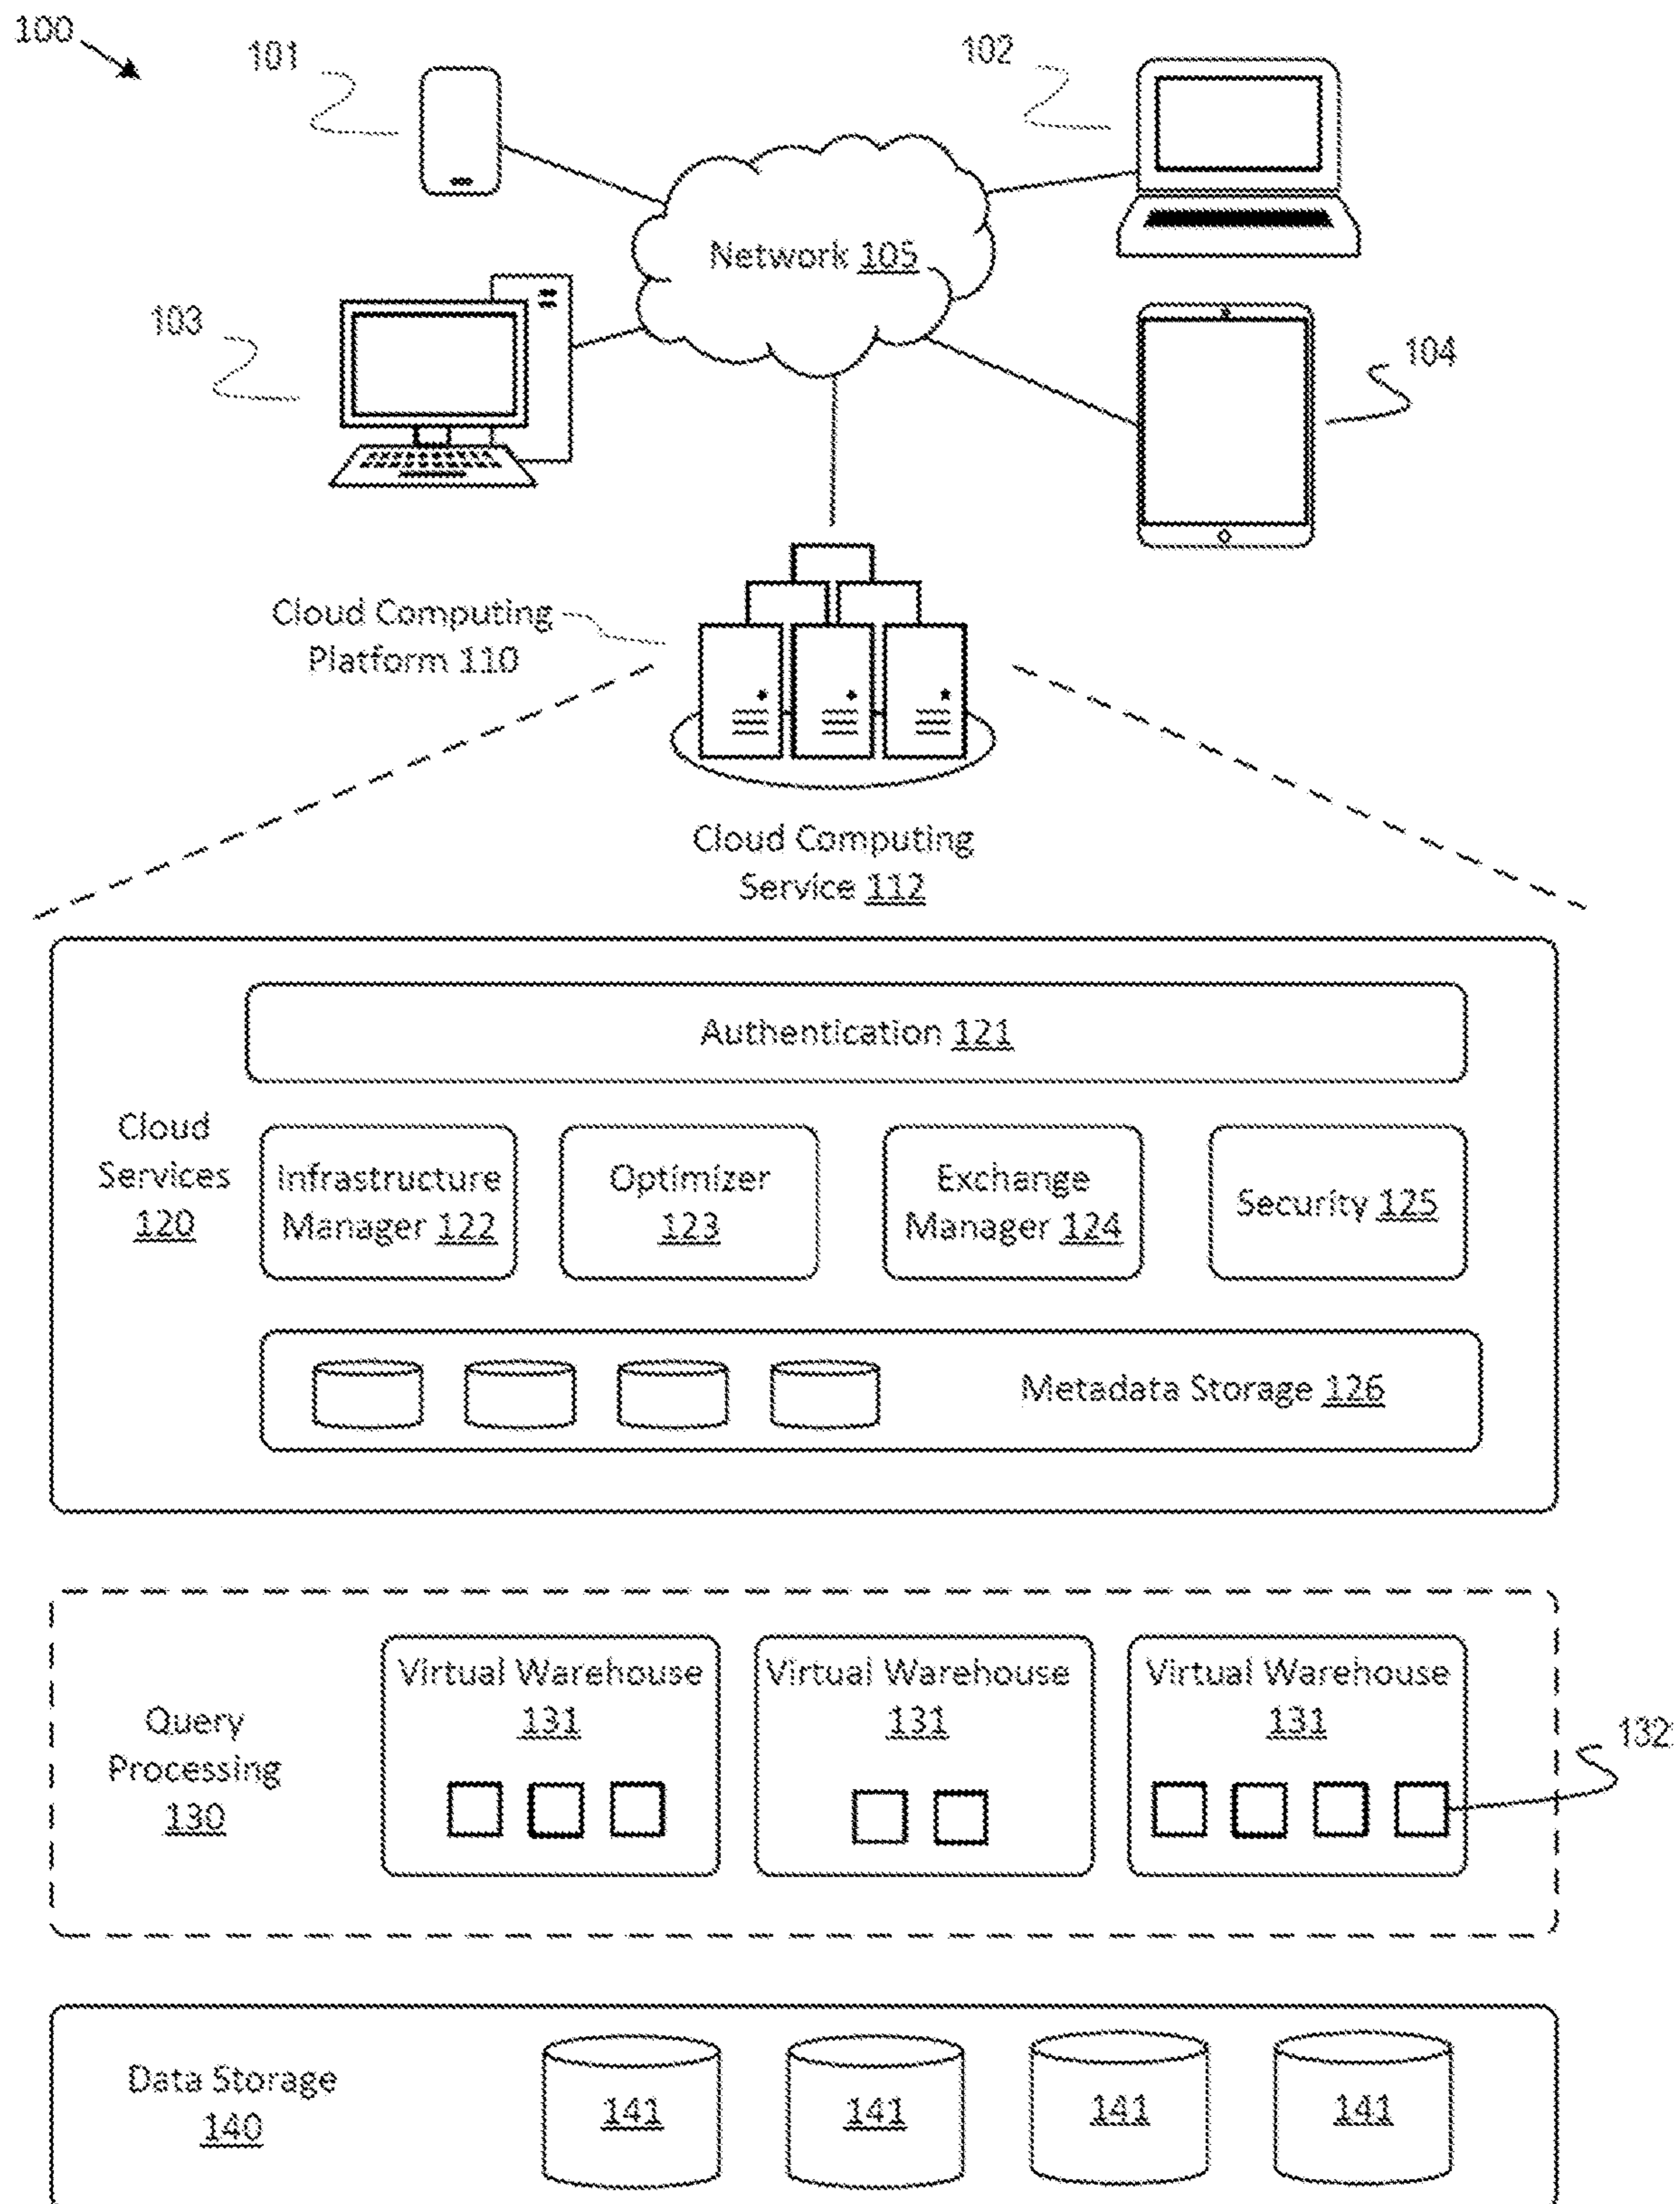 100
101
102
Network 105
103
104
Cloud Computing
Platform 110
Cloud Computing
Service 112
Authentication 121
Cloud
Services
120
Infrastructure
Manager 122
Optimizer
123
Exchange
Manager 124
Security 125
Metadata Storage 126
Query
Processing
130
Virtual Warehouse
131
Virtual Warehouse
131
Virtual Warehouse
131
132
Data Storage
140
141
141
141
141